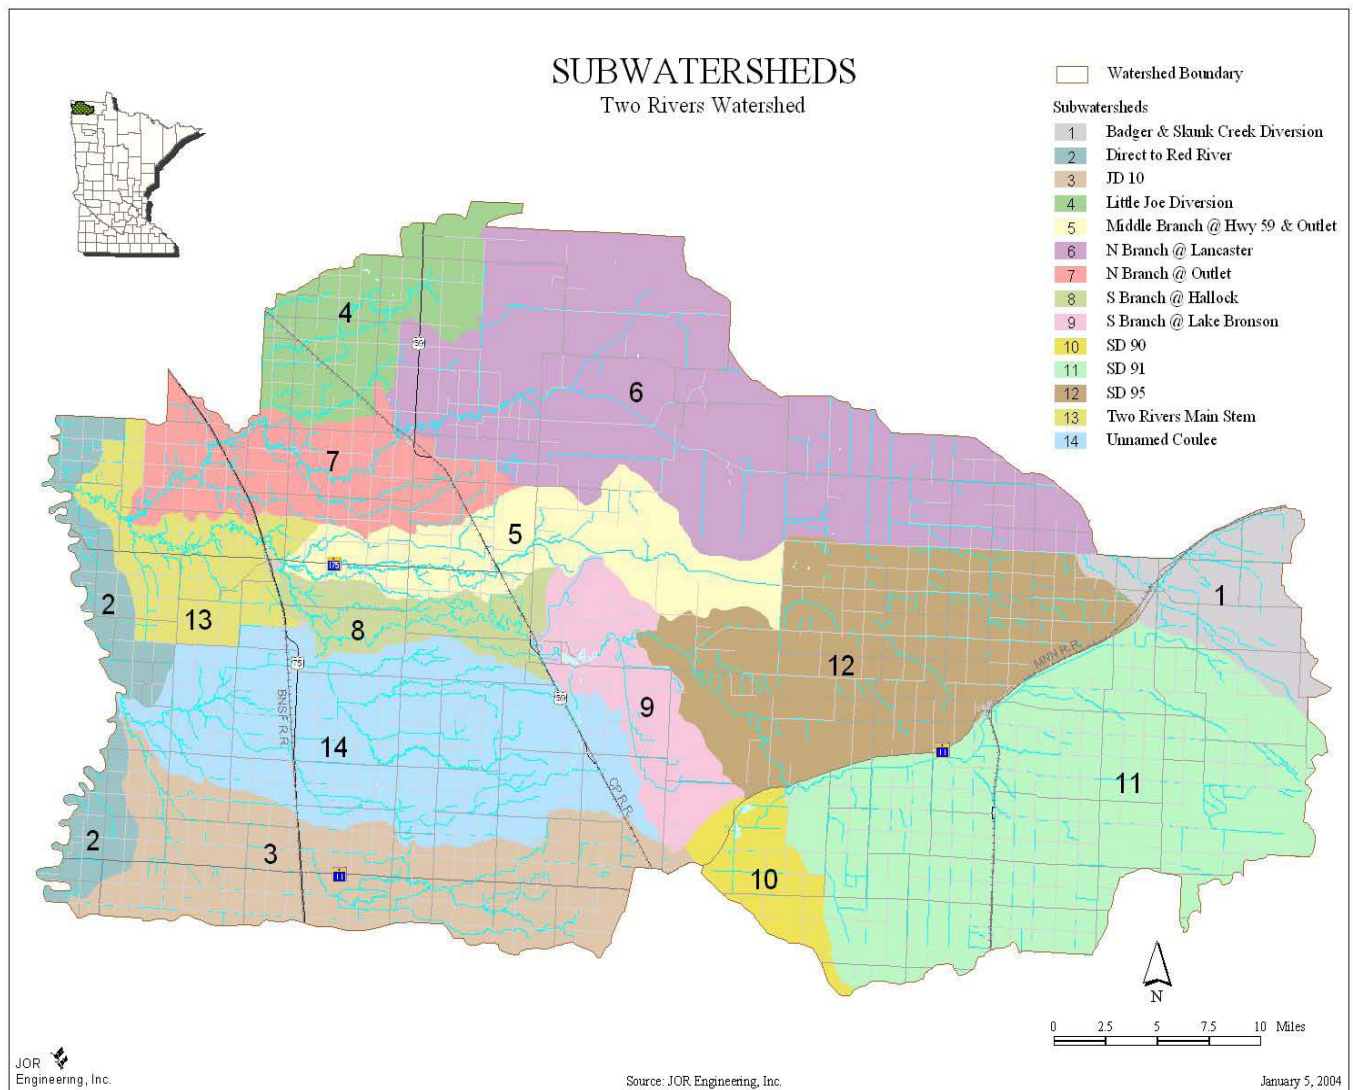 SUBWATERSHEDS
Two Rivers Watershed
Watershed Boundary
Subwatersheds
1 Badger & Skunk Creek Diversion
2 Direct to Red River
3 JD 10
4 Little Joe Diversion
5 Middle Branch @ Hwy 59 & Outlet
6 N Branch @ Lancaster
7 N Branch @ Outlet
8 S Branch @ Hallock
9 S Branch @ Lake Bronson
10 SD 90
11 SD 91
12 SD 95
13 Two Rivers Main Stem
14 Unnamed Coulee
4
59
6
7
5
175
1
2
13
8
12
MNN R.R.
75
59
9
BNSF R.R
14
11
11
C.P.R.R.
2
3
11
10
N
0 2.5 5 7.5 10 Miles
JOR
Engineering, Inc.
Source: JOR Engineering, Inc.
January 5, 2004